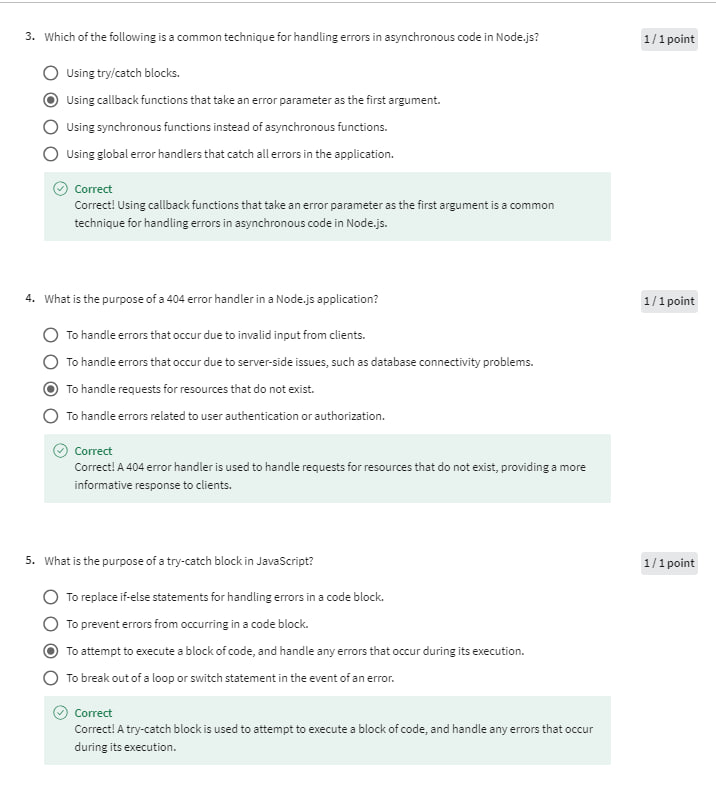 3. Which of the following is a common technique for handling errors in asynchronous code in Node.js?
1 / 1 point
Using try/catch blocks.
Using callback functions that take an error parameter as the first argument.
Using synchronous functions instead of asynchronous functions.
Using global error handlers that catch all errors in the application.
Correct
Correct! Using callback functions that take an error parameter as the first argument is a common
technique for handling errors in asynchronous code in Node.js.
4. What is the purpose of a 404 error handler in a Node.js application?
1 / 1 point
To handle errors that occur due to invalid input from clients.
To handle errors that occur due to server-side issues, such as database connectivity problems.
To handle requests for resources that do not exist.
To handle errors related to user authentication or authorization.
Correct
Correct! A 404 error handler is used to handle requests for resources that do not exist, providing a more
informative response to clients.
5. What is the purpose of a try-catch block in JavaScript?
1 / 1 point
To replace if-else statements for handling errors in a code block.
To prevent errors from occurring in a code block.
To attempt to execute a block of code, and handle any errors that occur during its execution.
To break out of a loop or switch statement in the event of an error.
Correct
Correct! A try-catch block is used to attempt to execute a block of code, and handle any errors that occur
during its execution.